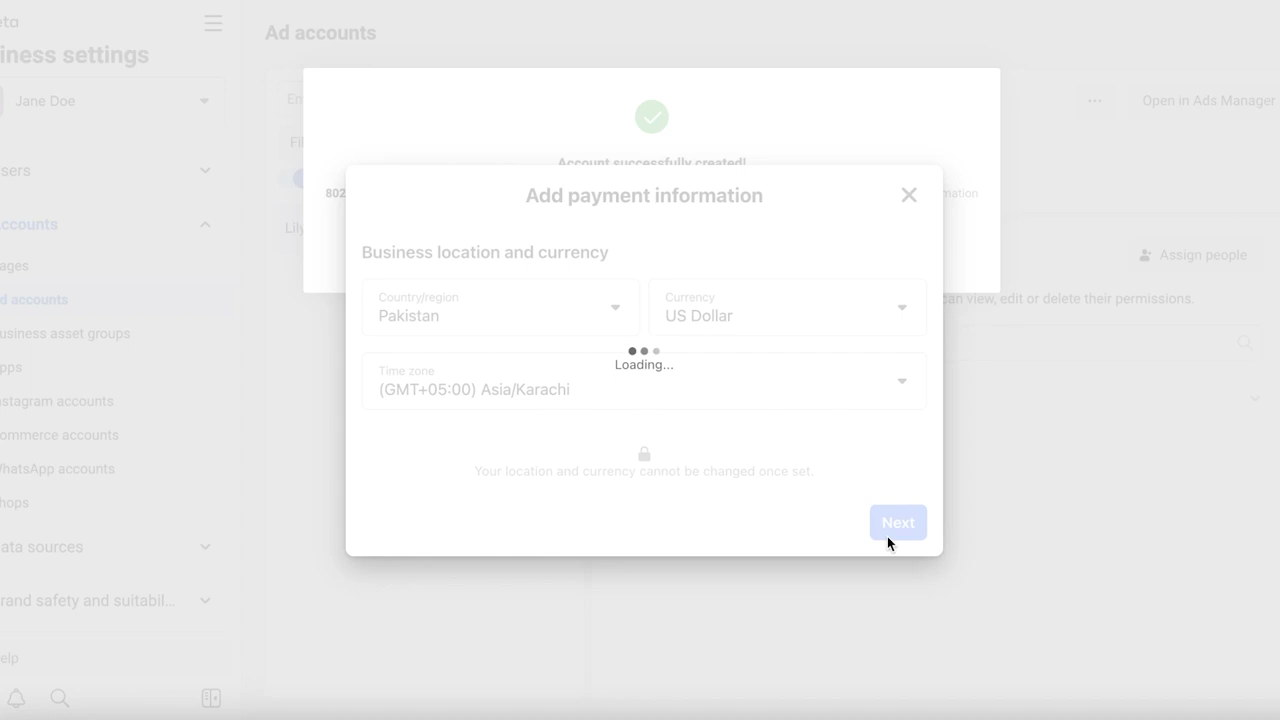 eta
iness settings
Jane Doe
sers
ccounts
ages
d accounts
usiness asset groups
pps
nstagram accounts
ommerce accounts
hatsApp accounts
hops
ata sources
rand safety and suitabil...
elp
Ad accounts
En
Fil
Lily
Open in Ads Manager
Account successfully created!
802
mation
Assign people
can view, edit or delete their permissions.
Add payment information
Business location and currency
Country/region
Pakistan
Currency
US Dollar
Loading...
Time zone
(GMT+05:00) Asia/Karachi
Your location and currency cannot be changed once set.
Next